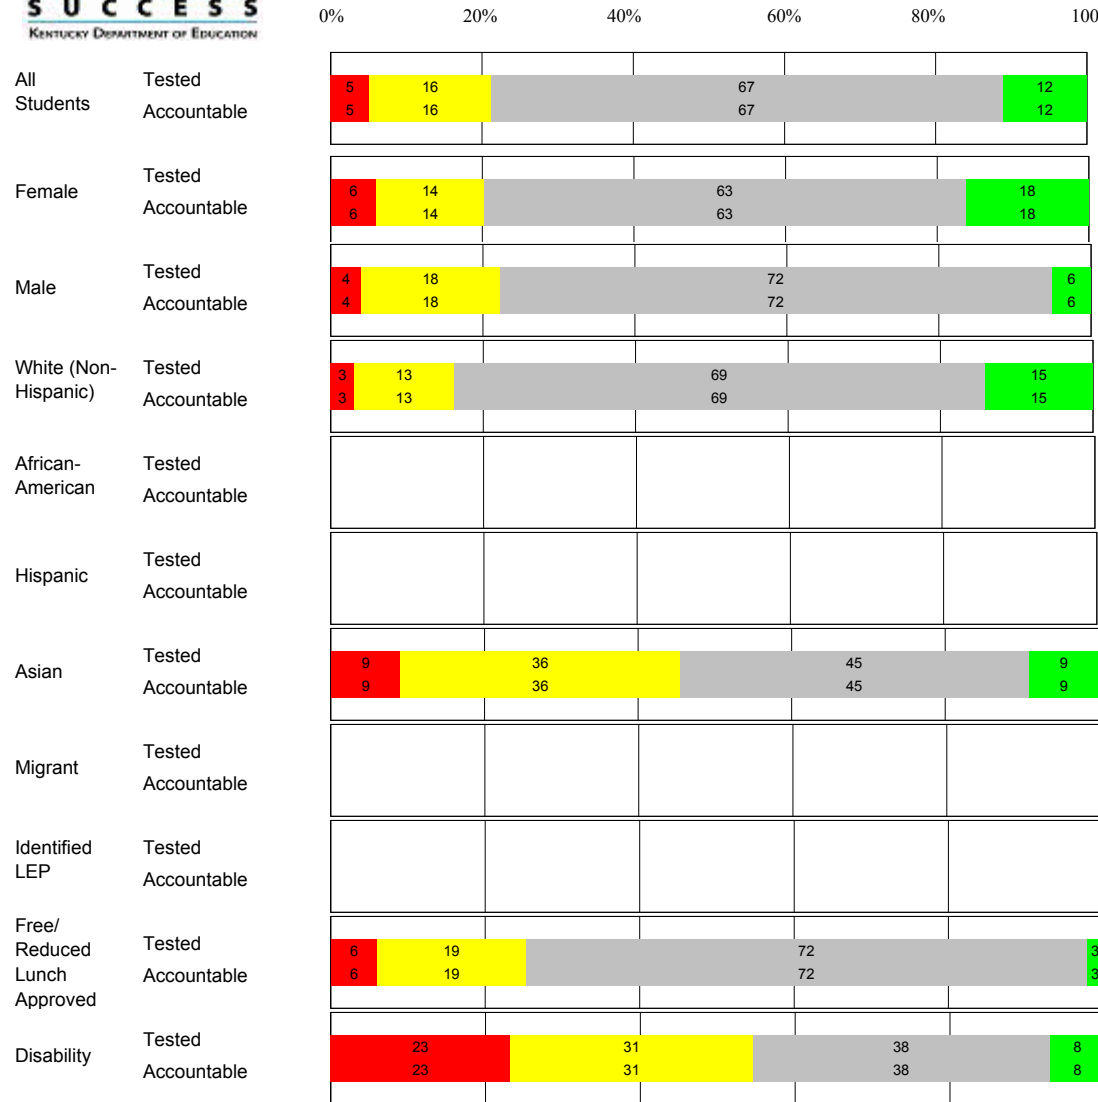 SUCCESS
KENTUCKY DEPARTMENT OF EDUCATION
0% 20% 40% 60% 80% 100
All Students Tested 5 16 67 12
Accountable 5 16 67 12
Female Tested 6 14 63 18
Accountable 6 14 63 18
Male Tested 4 18 72 6
Accountable 4 18 72 6
White (Non-Hispanic) Tested 3 13 69 15
Accountable 3 13 69 15
African-American Tested
Accountable
Hispanic Tested
Accountable
Asian Tested 9 36 45 9
Accountable 9 36 45 9
Migrant Tested
Accountable
Identified LEP Tested
Accountable
Free/
Reduced Lunch Approved Tested 6 19 72 3
Accountable 6 19 72 3
Disability Tested 23 31 38 8
Accountable 23 31 38 8